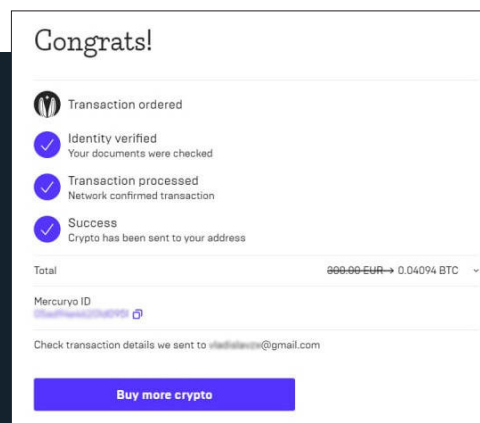 Congrats!
Transaction ordered
Identity verified
Your documents were checked
Transaction processed
Network confirmed transaction
Success
Crypto has been sent to your address
Total 300.00 EUR → 0.04094 BTC
Mercuryo ID
Check transaction details we sent to @gmail.com
Buy more crypto